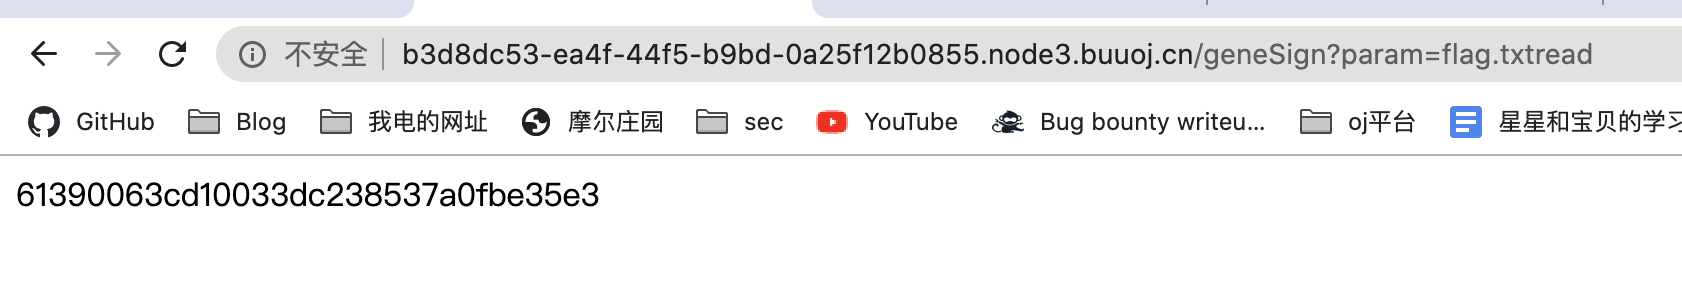 不安全 b3d8dc53-ea4f-44f5-b9bd-0a25f12b0855.node3.buuoj.cn/geneSign?param=flag.txtread
GitHub Blog 我电的网址 摩尔庄园 sec YouTube Bug bounty writeu... oj平台 星星和宝贝的学习
61390063cd10033dc238537a0fbe35e3